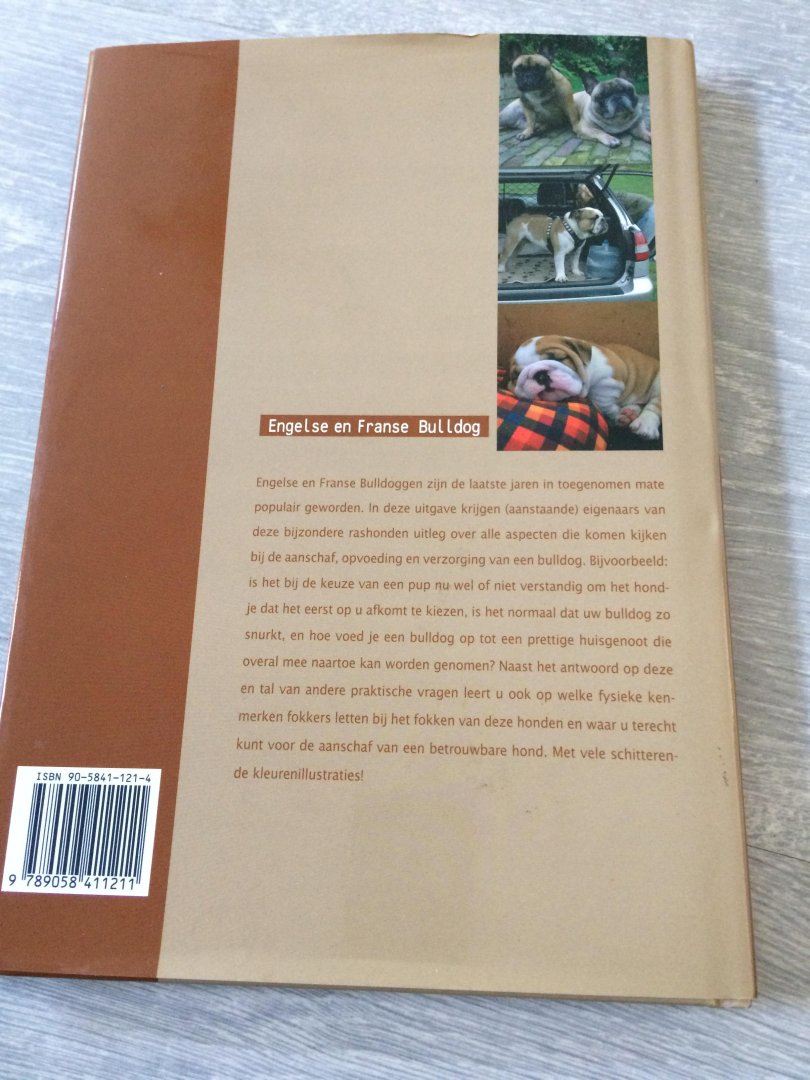 Engelse en Franse Bulldog
Engelse en Franse Bulldoggen zijn de laatste jaren in toegenomen mate
populair geworden. In deze uitgave krijgen (aanstaande) eigenaars van
deze bijzondere rashonden uitleg over alle aspecten die komen kijken
bij de aanschaf, opvoeding en verzorging van een bulldog. Bijvoorbeeld:
is het bij de keuze van een pup nu wel of niet verstandig om het hond-
je dat het eerst op u afkomt te kiezen, is het normaal dat uw bulldog zo
snurkt, en hoe voed je een bulldog op tot een prettige huisgenoot die
overal mee naartoe kan worden genomen? Naast het antwoord op deze
en tal van andere praktische vragen leert u ook op welke fysieke ken-
merken fokkers letten bij het fokken van deze honden en waar u terecht
kunt voor de aanschaf van een betrouwbare hond. Met vele schitteren-
de kleurenillustraties!
ISBN 90-5841-121-4
9 789058 411211